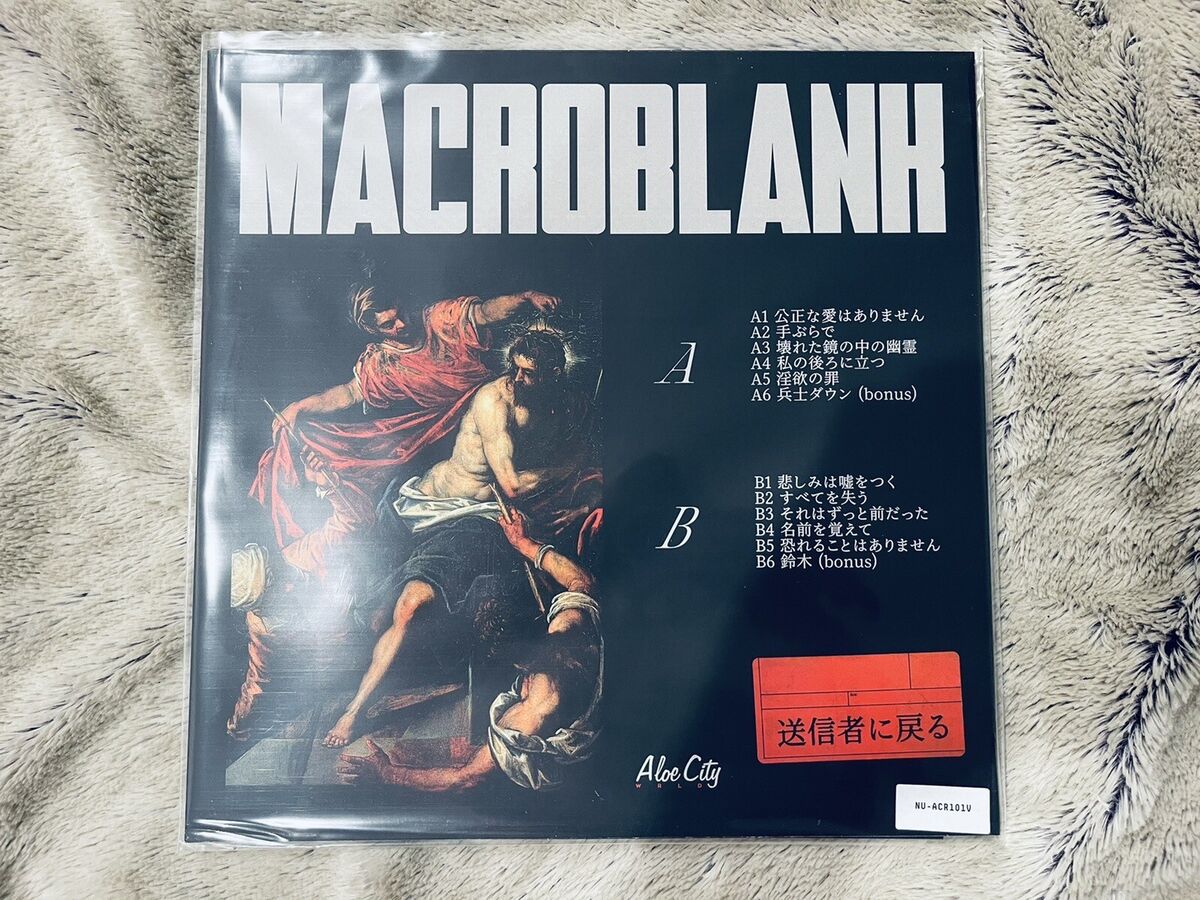 MACROBLANK
A
A1 公正な愛はありません
A2 手ぶらで
A3 壊れた鏡の中の幽霊
A4 私の後ろに立つ
A5 淫欲の罪
A6 兵士ダウン (bonus)
B
B1 悲しみは嘘をつく
B2 すべてを失う
B3 それはずっと前だった
B4 名前を覚えて
B5 恐れることはありません
B6 鈴木 (bonus)
送信者に戻る
Aloe City
WRLD
NU-ACR101V